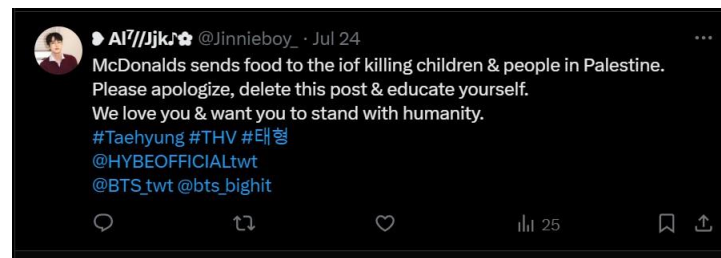 ❥ Al⁷//Jjk♪✿ @Jinnieboy_ · Jul 24
McDonalds sends food to the iof killing children & people in Palestine.
Please apologize, delete this post & educate yourself.
We love you & want you to stand with humanity.
#Taehyung #THV #태형
@HYBEOFFICIALtwt
@BTS_twt @bts_bighit
25